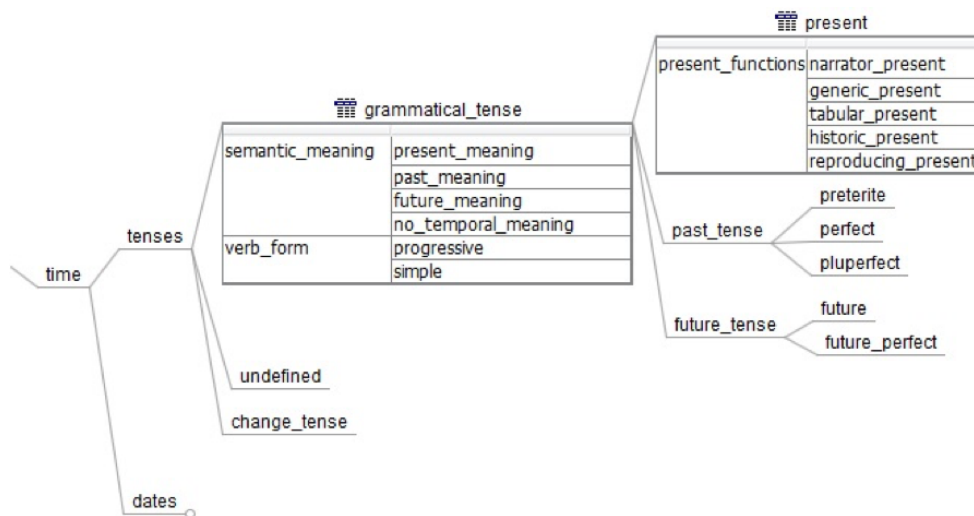 present
present_functions narrator_present
generic_present
tabular_present
historic_present
reproducing_present
grammatical_tense
semantic_meaning present_meaning
past_meaning
future_meaning
no_temporal_meaning
verb_form progressive
simple
preterite
past_tense
perfect
pluperfect
tenses
time
future
future_tense
future_perfect
undefined
change_tense
dates